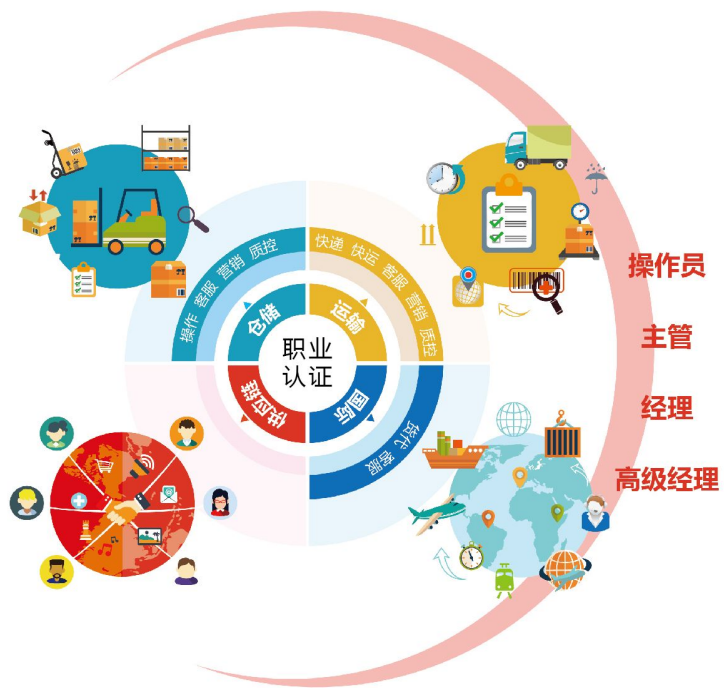 操作 客服 营销 质控
快递 快运 客服 营销 质控
仓储
运输
职业
认证
供应链
国际
货代 客服
操作员
主管
经理
高级经理